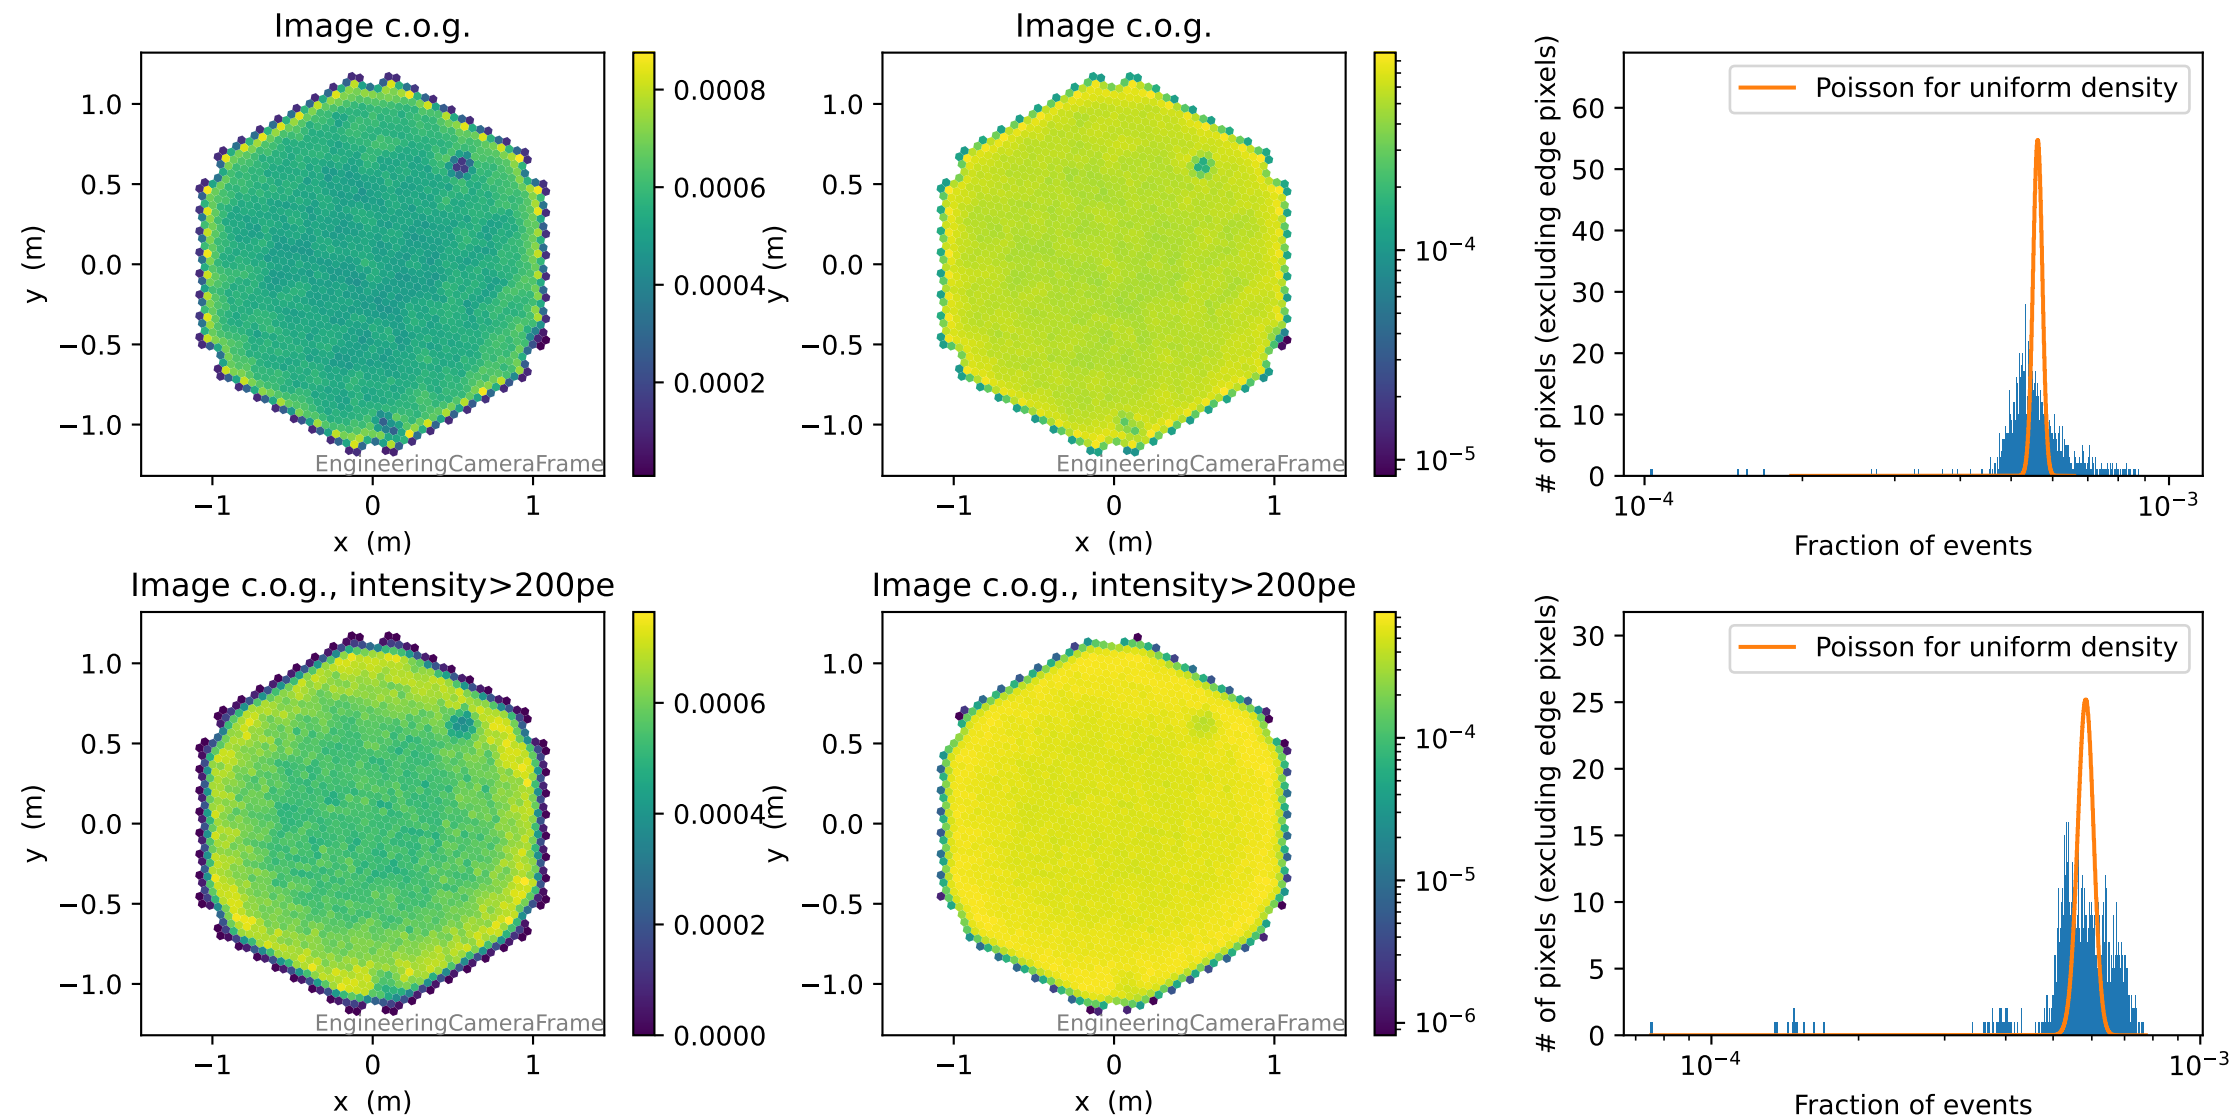 Image c.o.g.
1.0
0.5
0.0
−0.5
−1.0
y (m)
−1
0
1
x (m)
EngineeringCameraFrame
0.0008
0.0006
0.0004
0.0002
Image c.o.g.
1.0
0.5
0.0
−0.5
−1.0
y (m)
−1
0
1
x (m)
EngineeringCameraFrame
10⁻⁴
10⁻⁵
# of pixels (excluding edge pixels)
60
50
40
30
20
10
0
Poisson for uniform density
10⁻⁴
10⁻³
Fraction of events
Image c.o.g., intensity>200pe
1.0
0.5
0.0
−0.5
−1.0
y (m)
−1
0
1
x (m)
EngineeringCameraFrame
0.0006
0.0004
0.0002
0.0000
Image c.o.g., intensity>200pe
1.0
0.5
0.0
−0.5
−1.0
y (m)
−1
0
1
x (m)
EngineeringCameraFrame
10⁻⁴
10⁻⁵
10⁻⁶
# of pixels (excluding edge pixels)
30
25
20
15
10
5
0
Poisson for uniform density
10⁻⁴
10⁻³
Fraction of events